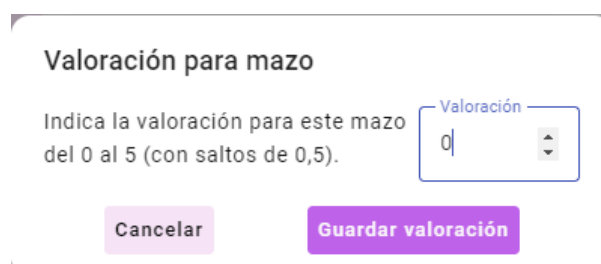 Valoración para mazo
Indica la valoración para este mazo
del 0 al 5 (con saltos de 0,5).
Valoración
0
Cancelar
Guardar valoración